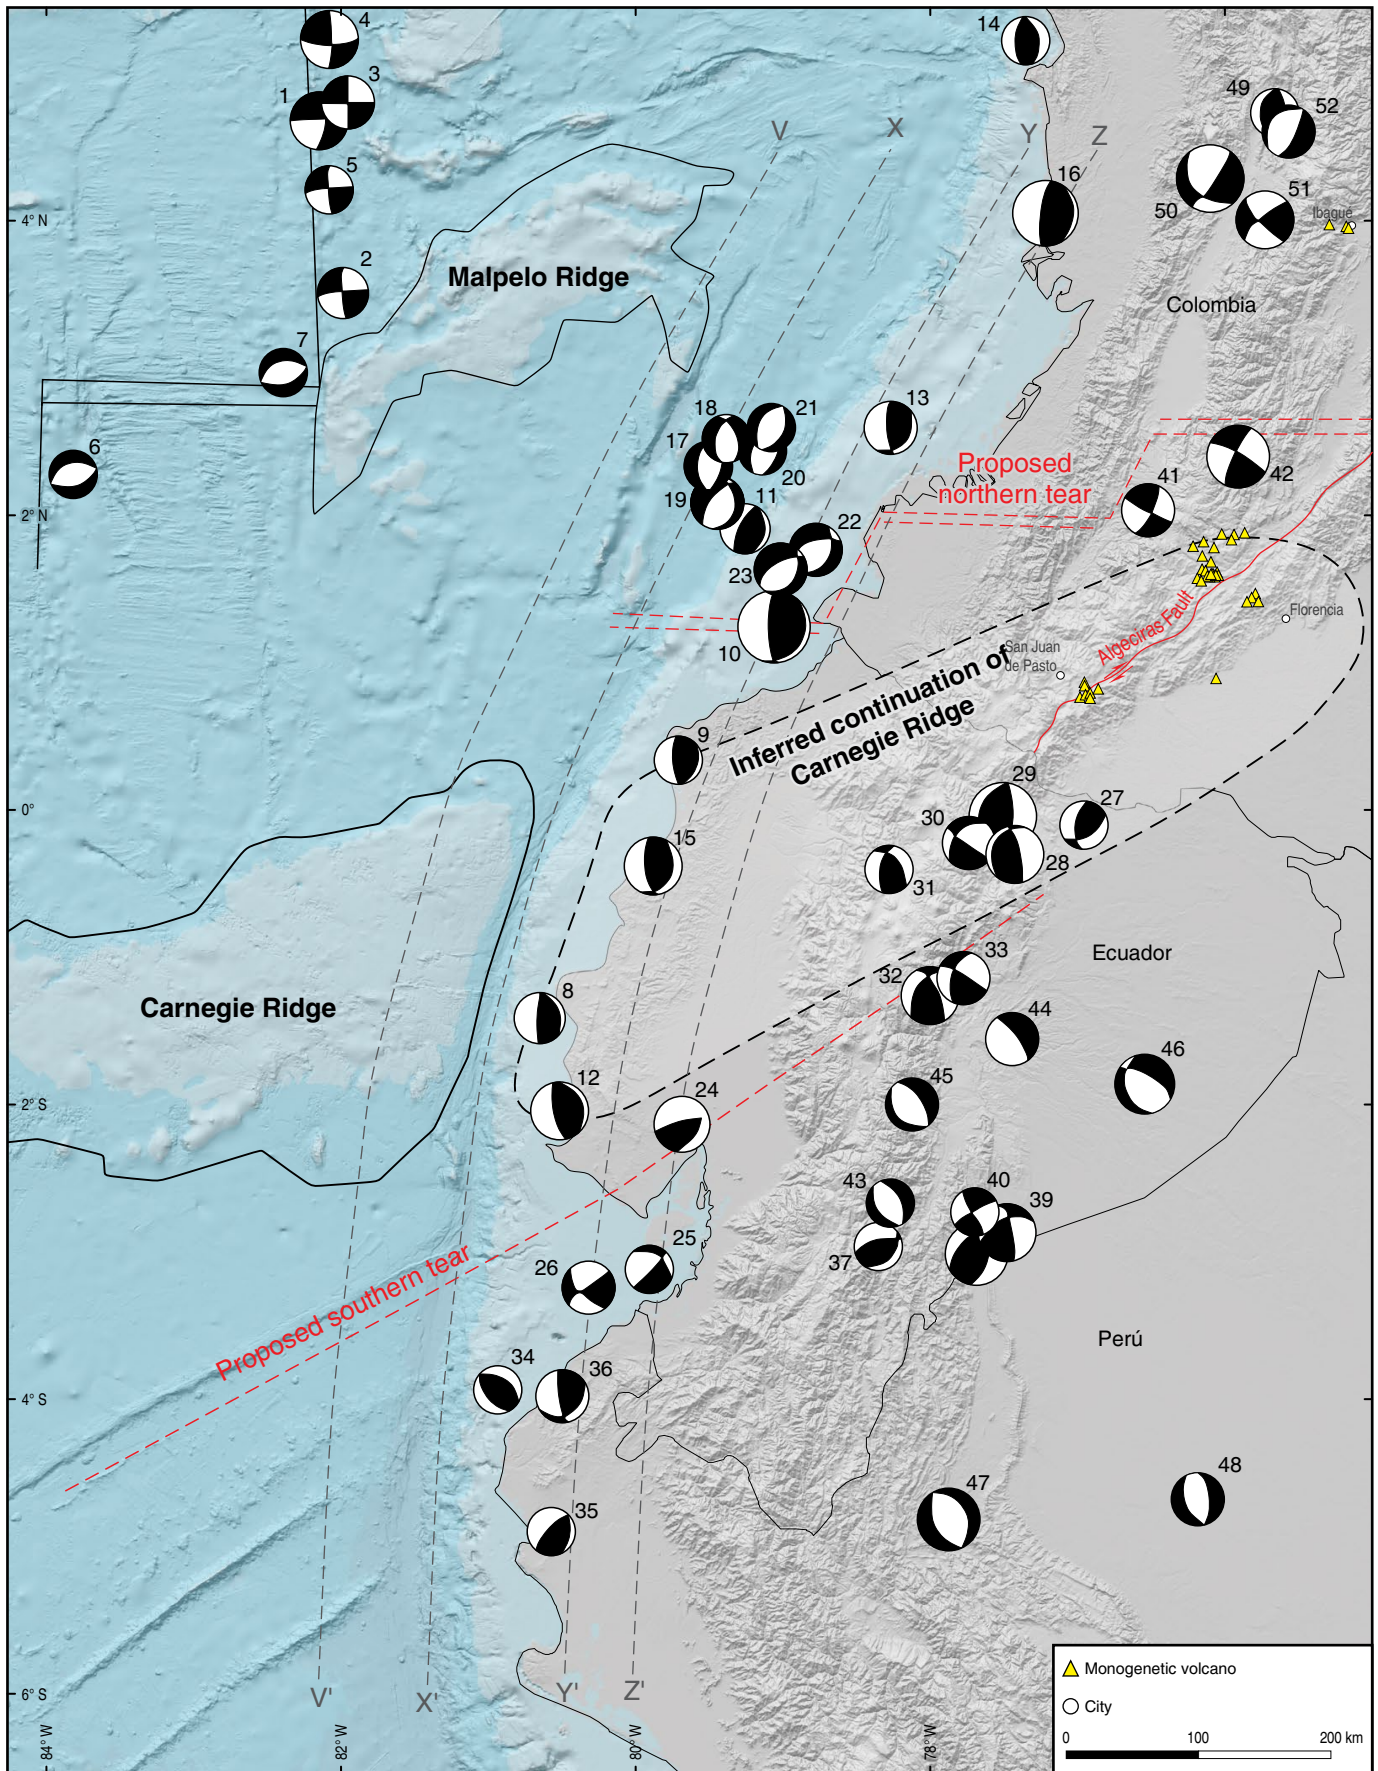 4
14
3
1
49
52
V
X
Y
Z
5
16
51
50
Ibague
4° N
2
Malpelo Ridge
Colombia
7
18
21
13
17
6
Proposed
northern tear
41
42
20
19
11
2° N
22
23
Algeciras Fault
Florencia
10
San Juan
de Pasto
Inferred continuation of
Carnegie Ridge
9
29
27
0°
30
15
28
31
Ecuador
33
32
Carnegie Ridge
8
44
46
45
12
24
2° S
43
40
39
37
25
26
Proposed southern tear
Perú
34
36
4° S
47
48
35
Monogenetic volcano
City
0
100
200 km
6° S
V'
X'
Y'
Z'
84° W
82° W
80° W
78° W